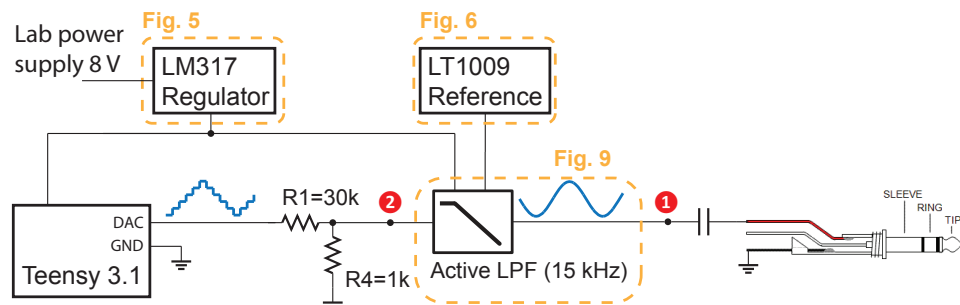 Fig. 5
Fig. 6
Lab power
supply 8 V
LM317
Regulator
LT1009
Reference
Fig. 9
R1=30k
2
1
SLEEVE
RING
TIP
DAC
GND
Teensy 3.1
R4=1k
Active LPF (15 kHz)